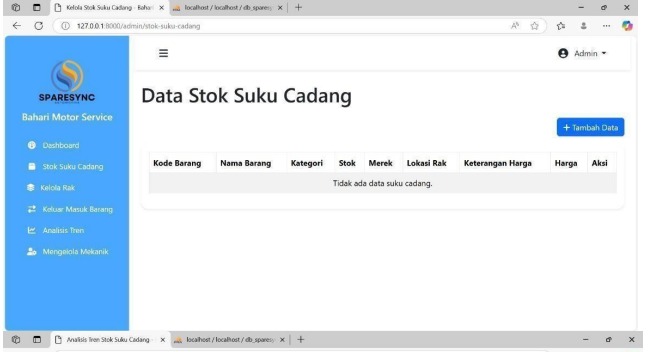 Kelola Stok Suku Cadang - Bahari
localhost / localhost / db_sparesy
127.0.0.1:8000/admin/stok-suku-cadang
SPARESYNC
Bahari Motor Service
Admin
Data Stok Suku Cadang
+ Tambah Data
Dashboard
Stok Suku Cadang
Kelola Rak
Keluar Masuk Barang
Analisis Tren
Mengelola Mekanik
Kode Barang Nama Barang Kategori Stok Merek Lokasi Rak Keterangan Harga Harga Aksi
Tidak ada data suku cadang.
Analisis Tren Stok Suku Cadang -
localhost / localhost / db_sparesy